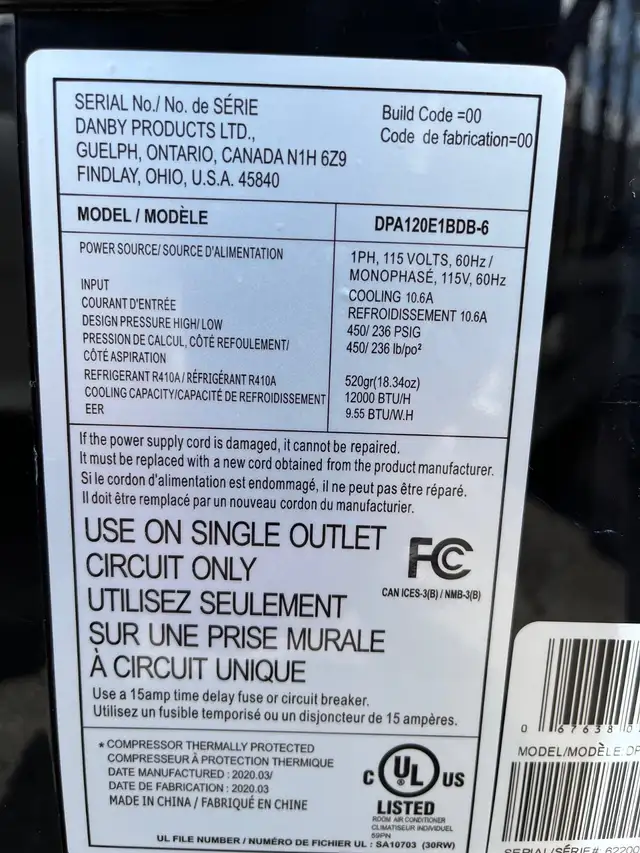 SERIAL No./ No. de SÉRIE
DANBY PRODUCTS LTD.,
GUELPH, ONTARIO, CANADA N1H 6Z9
FINDLAY, OHIO, U.S.A. 45840
Build Code =00
Code de fabrication=00
MODEL / MODÈLE
DPA120E1BDB-6
POWER SOURCE/ SOURCE D'ALIMENTATION
1PH, 115 VOLTS, 60Hz /
MONOPHASÉ, 115V, 60Hz
INPUT
COOLING 10.6A
COURANT D'ENTRÉE
REFROIDISSEMENT 10.6A
DESIGN PRESSURE HIGH/ LOW
450/ 236 PSIG
PRESSION DE CALCUL, CÔTÉ REFOULEMENT/
CÔTÉ ASPIRATION
450/ 236 lb/po²
REFRIGERANT R410A / RÉFRIGÉRANT R410A
520gr(18.34oz)
COOLING CAPACITY/CAPACITÉ DE REFROIDISSEMENT
12000 BTU/H
EER
9.55 BTU/W.H
If the power supply cord is damaged, it cannot be repaired.
It must be replaced with a new cord obtained from the product manufacturer.
Si le cordon d'alimentation est endommagé, il ne peut pas être réparé.
Il doit être remplacé par un nouveau cordon du manufacturier.
USE ON SINGLE OUTLET
CIRCUIT ONLY
UTILISEZ SEULEMENT
SUR UNE PRISE MURALE
À CIRCUIT UNIQUE
FC
CAN ICES-3(B) / NMB-3(B)
Use a 15amp time delay fuse or circuit breaker.
Utilisez un fusible temporisé ou un disjoncteur de 15 ampères.
* COMPRESSOR THERMALLY PROTECTED
COMPRESSEUR À PROTECTION THERMIQUE
DATE MANUFACTURED : 2020.03/
DATE DE FABRICATION : 2020.03
MADE IN CHINA / FABRIQUÉ EN CHINE
C UL US
LISTED
ROOM AIR CONDITIONER
CLIMATISEUR INDIVIDUEL
59PN
UL FILE NUMBER / NUMÉRO DE FICHIER UL : SA10703 (30RW)
0 67638 0
MODEL/MODÈLE: DP
SERIAL/SÉRIE# 62200